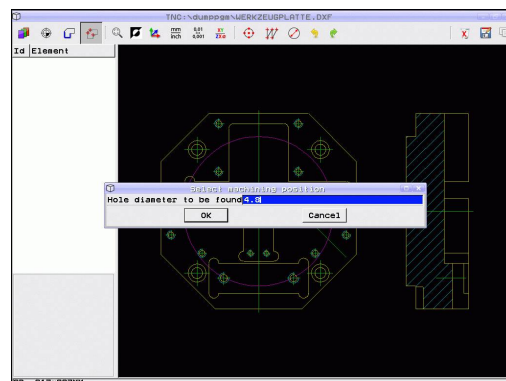 TNC:\dumppgm\WERKZEUGPLATTE.DXF
mm
inch
0,01
0,001
XY
Id Element
Select machining position
Hole diameter to be found 4.8
OK
Cancel